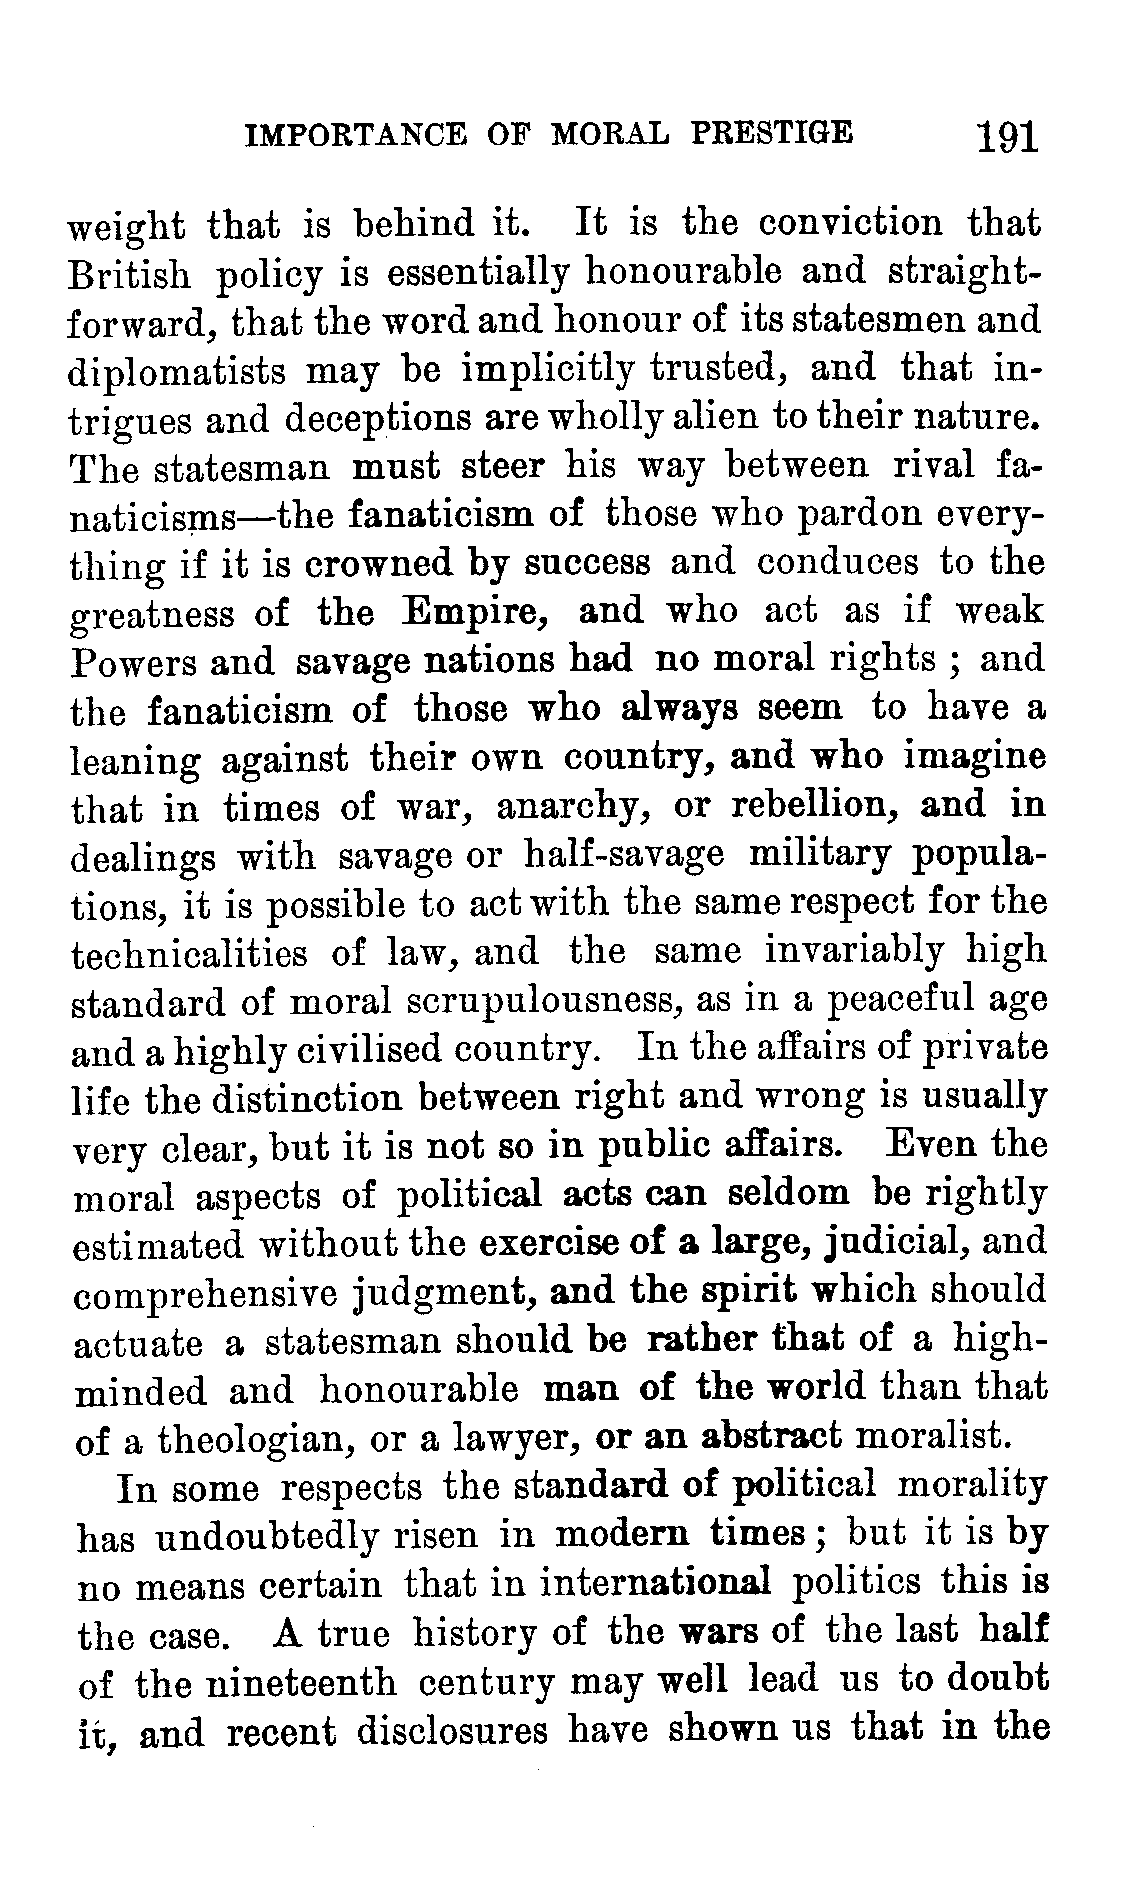 IMPORTANCE OF MORAL PRESTIGE 191
weight that is behind it. It is the conviction that
British policy is essentially honourable and straight-
forward, that the word and honour of its statesmen and
diplomatists may be implicitly trusted, and that in-
trigues and deceptions are wholly alien to their nature.
The statesman must steer his way between rival fa-
naticisms—the fanaticism of those who pardon every-
thing if it is crowned by success and conduces to the
greatness of the Empire, and who act as if weak
Powers and savage nations had no moral rights ; and
the fanaticism of those who always seem to have a
leaning against their own country, and who imagine
that in times of war, anarchy, or rebellion, and in
dealings with savage or half-savage military popula-
tions, it is possible to act with the same respect for the
technicalities of law, and the same invariably high
standard of moral scrupulousness, as in a peaceful age
and a highly civilised country. In the affairs of private
life the distinction between right and wrong is usually
very clear, but it is not so in public affairs. Even the
moral aspects of political acts can seldom be rightly
estimated without the exercise of a large, judicial, and
comprehensive judgment, and the spirit which should
actuate a statesman should be rather that of a high-
minded and honourable man of the world than that
of a theologian, or a lawyer, or an abstract moralist.
In some respects the standard of political morality
has undoubtedly risen in modern times ; but it is by
no means certain that in international politics this is
the case. A true history of the wars of the last half
of the nineteenth century may well lead us to doubt
it, and recent disclosures have shown us that in the